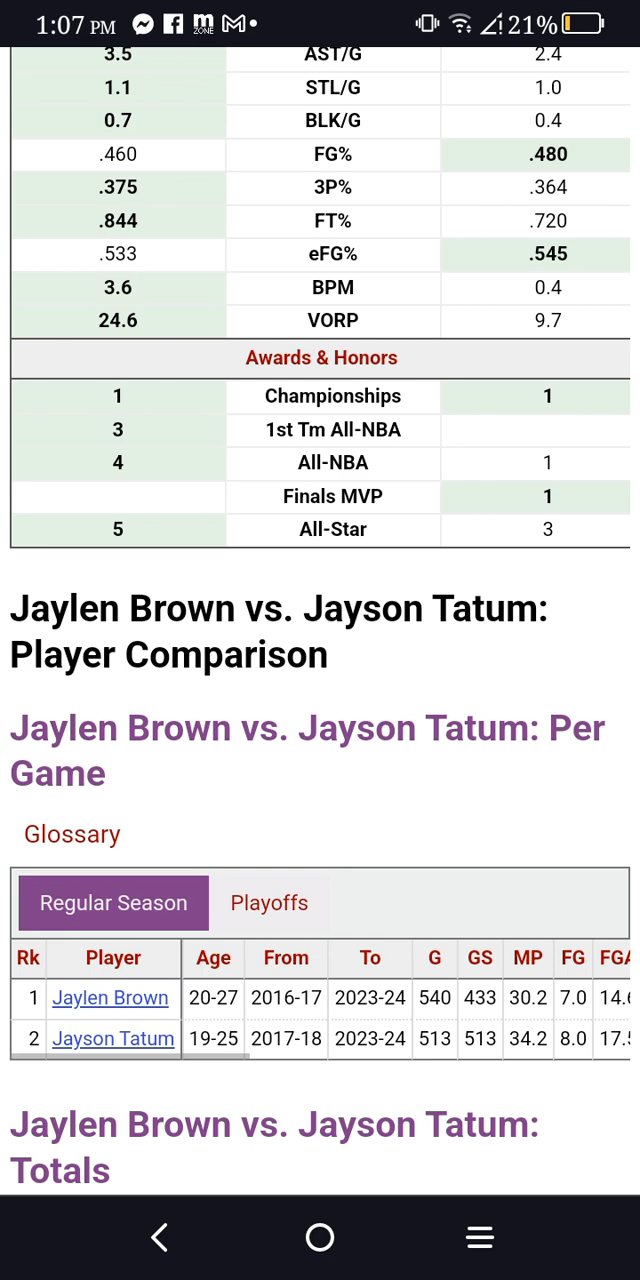 1:07 PM m ZONE 21%
3.5 AST/G 2.4
1.1 STL/G 1.0
0.7 BLK/G 0.4
.460 FG% .480
.375 3P% .364
.844 FT% .720
.533 eFG% .545
3.6 BPM 0.4
24.6 VORP 9.7
Awards & Honors
1 Championships 1
3 1st Tm All-NBA
4 All-NBA 1
Finals MVP 1
5 All-Star 3
Jaylen Brown vs. Jayson Tatum:
Player Comparison
Jaylen Brown vs. Jayson Tatum: Per
Game
Glossary
Regular Season Playoffs
Rk Player Age From To G GS MP FG FGA
1 Jaylen Brown 20-27 2016-17 2023-24 540 433 30.2 7.0 14.6
2 Jayson Tatum 19-25 2017-18 2023-24 513 513 34.2 8.0 17.5
Jaylen Brown vs. Jayson Tatum:
Totals